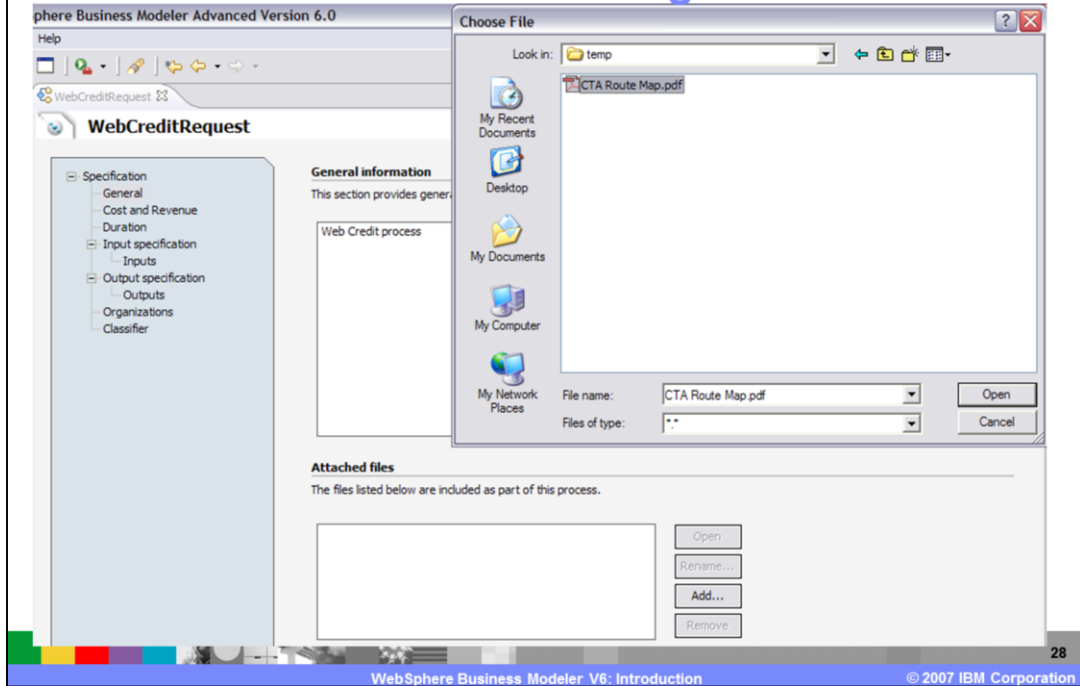 phere Business Modeler Advanced Version 6.0
Help
WebCreditRequest
WebCreditRequest
Specification
General
Cost and Revenue
Duration
Input specification
Inputs
Output specification
Outputs
Organizations
Classifier
General information
This section provides genera
Web Credit process
Choose File
Look in:
temp
CTA Route Map.pdf
My Recent
Documents
Desktop
My Documents
My Computer
My Network
Places
File name:
CTA Route Map.pdf
Open
Files of type:
*.*
Cancel
Attached files
The files listed below are included as part of this process.
Open
Rename...
Add...
Remove
28
WebSphere Business Modeler V6: Introduction
© 2007 IBM Corporation